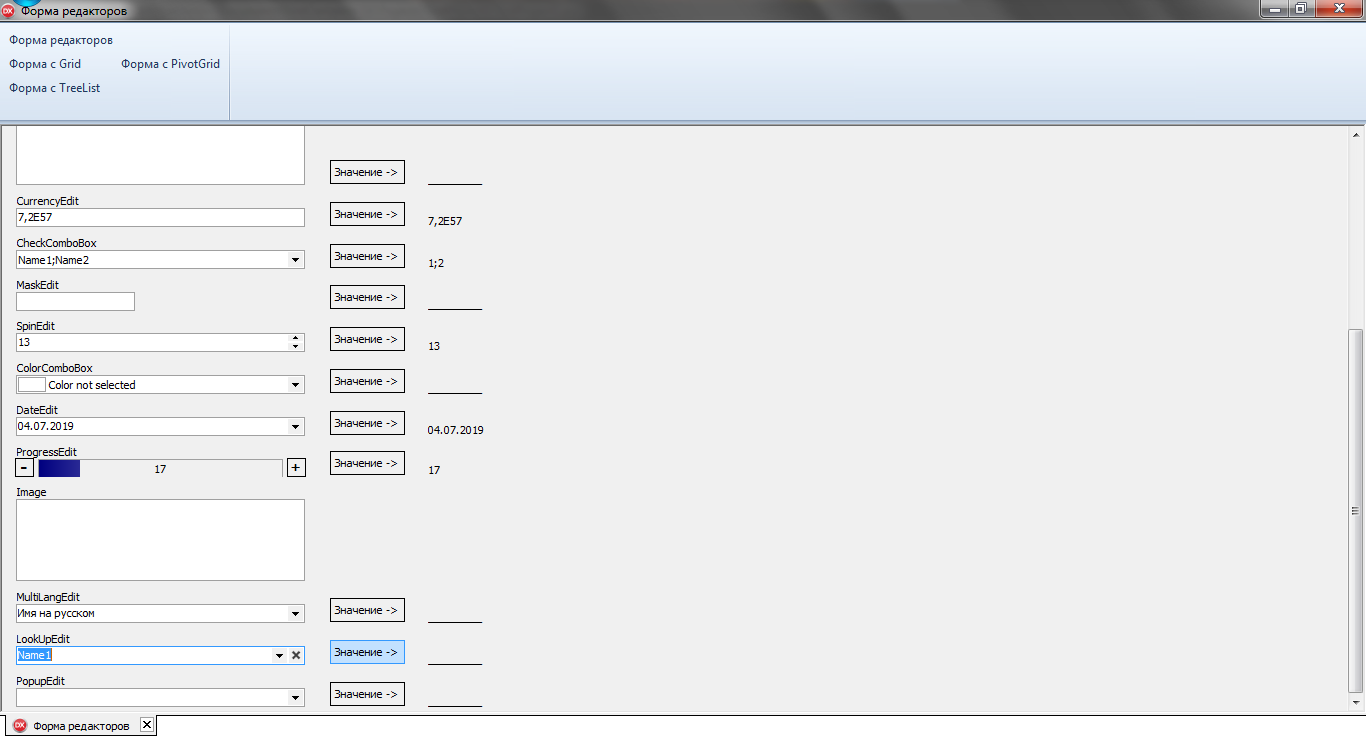 Форма редакторов
Форма редакторов
Форма с Grid Форма с PivotGrid
Форма с TreeList
Значение ->
CurrencyEdit
7,2E57 Значение -> 7,2E57
CheckComboBox
Name1;Name2 Значение -> 1;2
MaskEdit
Значение ->
SpinEdit
13 Значение -> 13
ColorComboBox
Color not selected Значение ->
DateEdit
04.07.2019 Значение -> 04.07.2019
ProgressEdit
- 17 + Значение -> 17
Image
MultiLangEdit
Имя на русском Значение ->
LookUpEdit
Name1 Значение ->
PopupEdit
Значение ->
DX Форма редакторов